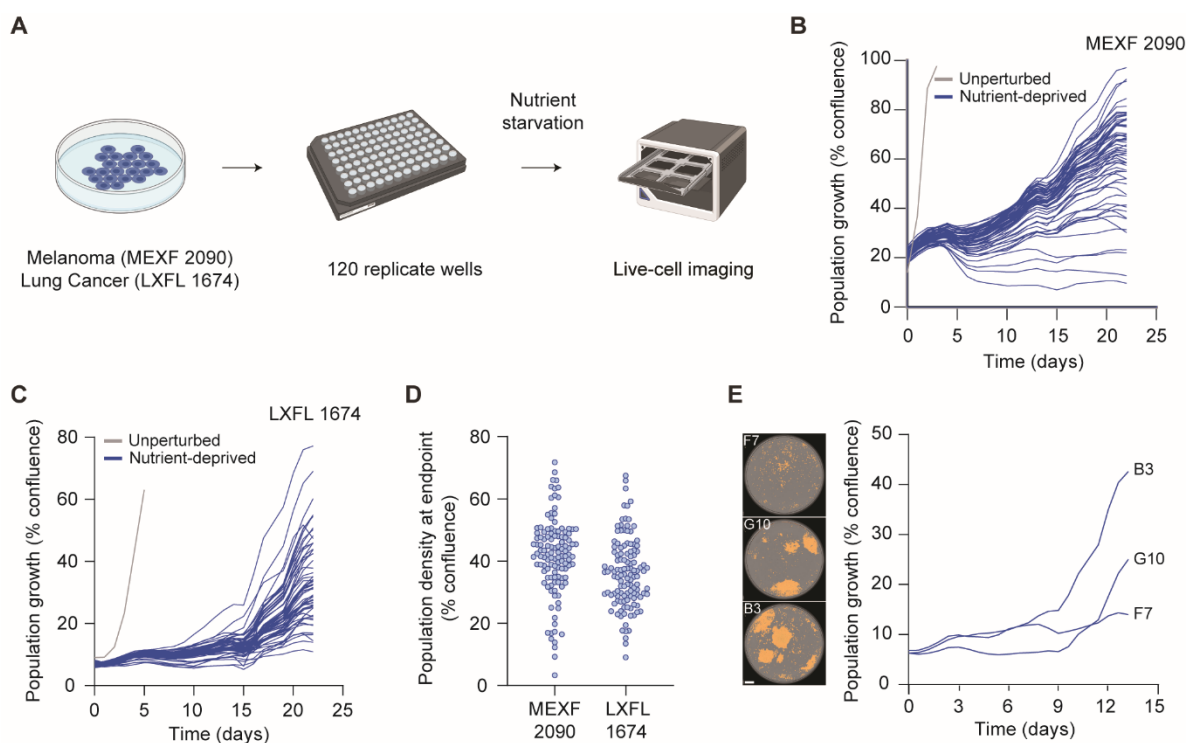 A
Melanoma (MEXF 2090)
Lung Cancer (LXFL 1674)
120 replicate wells
Nutrient
starvation
Live-cell imaging
B
MEXF 2090
Unperturbed
Nutrient-deprived
Population growth (% confluence)
100
80
60
40
20
0
0 5 10 15 20 25
Time (days)
C
LXFL 1674
Unperturbed
Nutrient-deprived
Population growth (% confluence)
80
60
40
20
0
0 5 10 15 20 25
Time (days)
D
Population density at endpoint
(% confluence)
80
60
40
20
0
MEXF
2090
LXFL
1674
E
F7
G10
B3
Population growth (% confluence)
50
40
30
20
10
0
B3
G10
F7
0 3 6 9 12 15
Time (days)